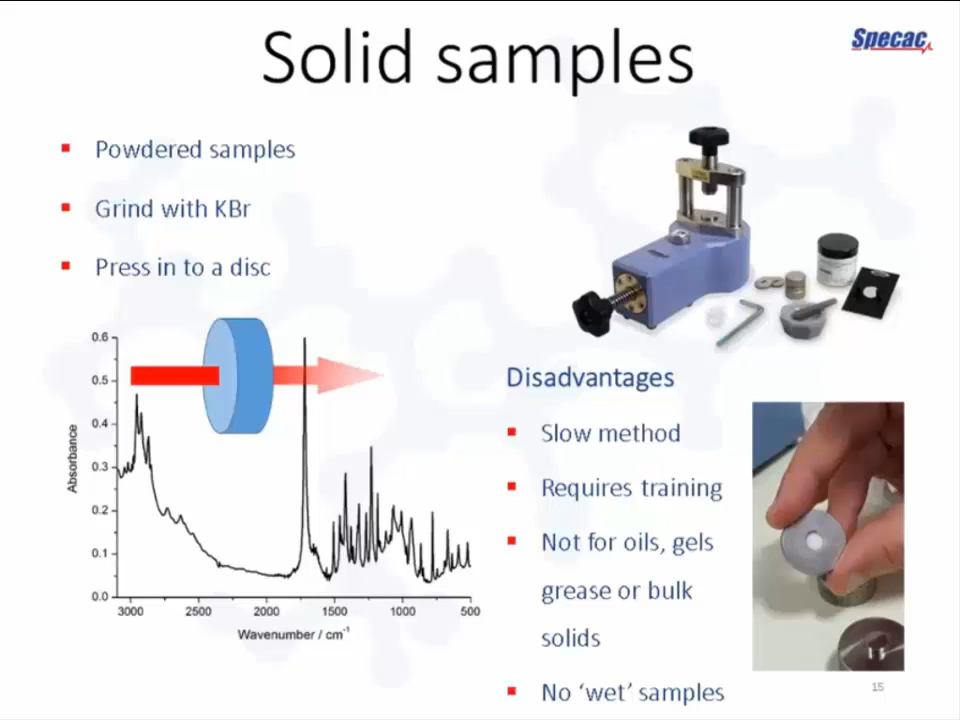 Solid samples
Specac
Powdered samples
Grind with KBr
Press in to a disc
0.6
0.5
0.4
0.3
0.2
0.1
0.0
Absorbance
3000 2500 2000 1500 1000 500
Wavenumber / cm⁻¹
Disadvantages
Slow method
Requires training
Not for oils, gels
grease or bulk
solids
No ‘wet’ samples
15